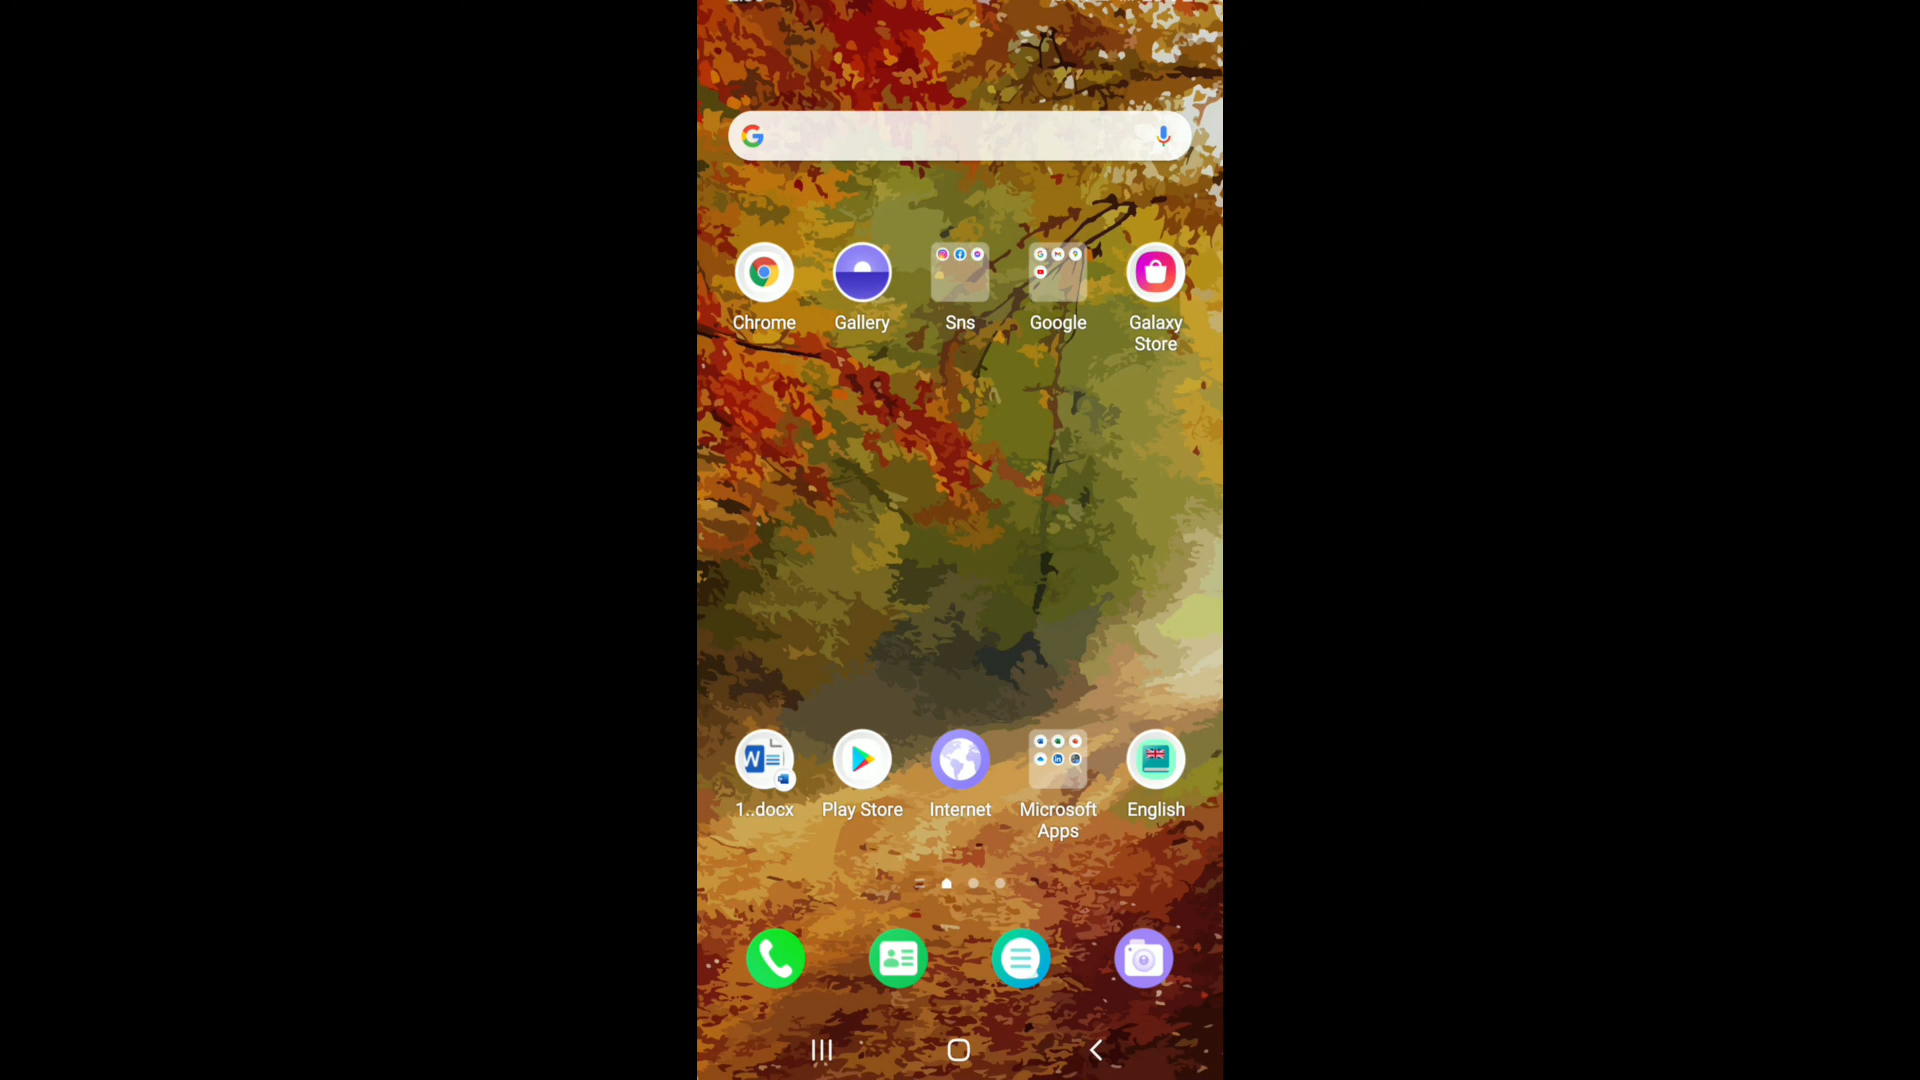 Chrome
Gallery
Sns
Google
Galaxy
Store
1..docx
Play Store
Internet
Microsoft
Apps
English